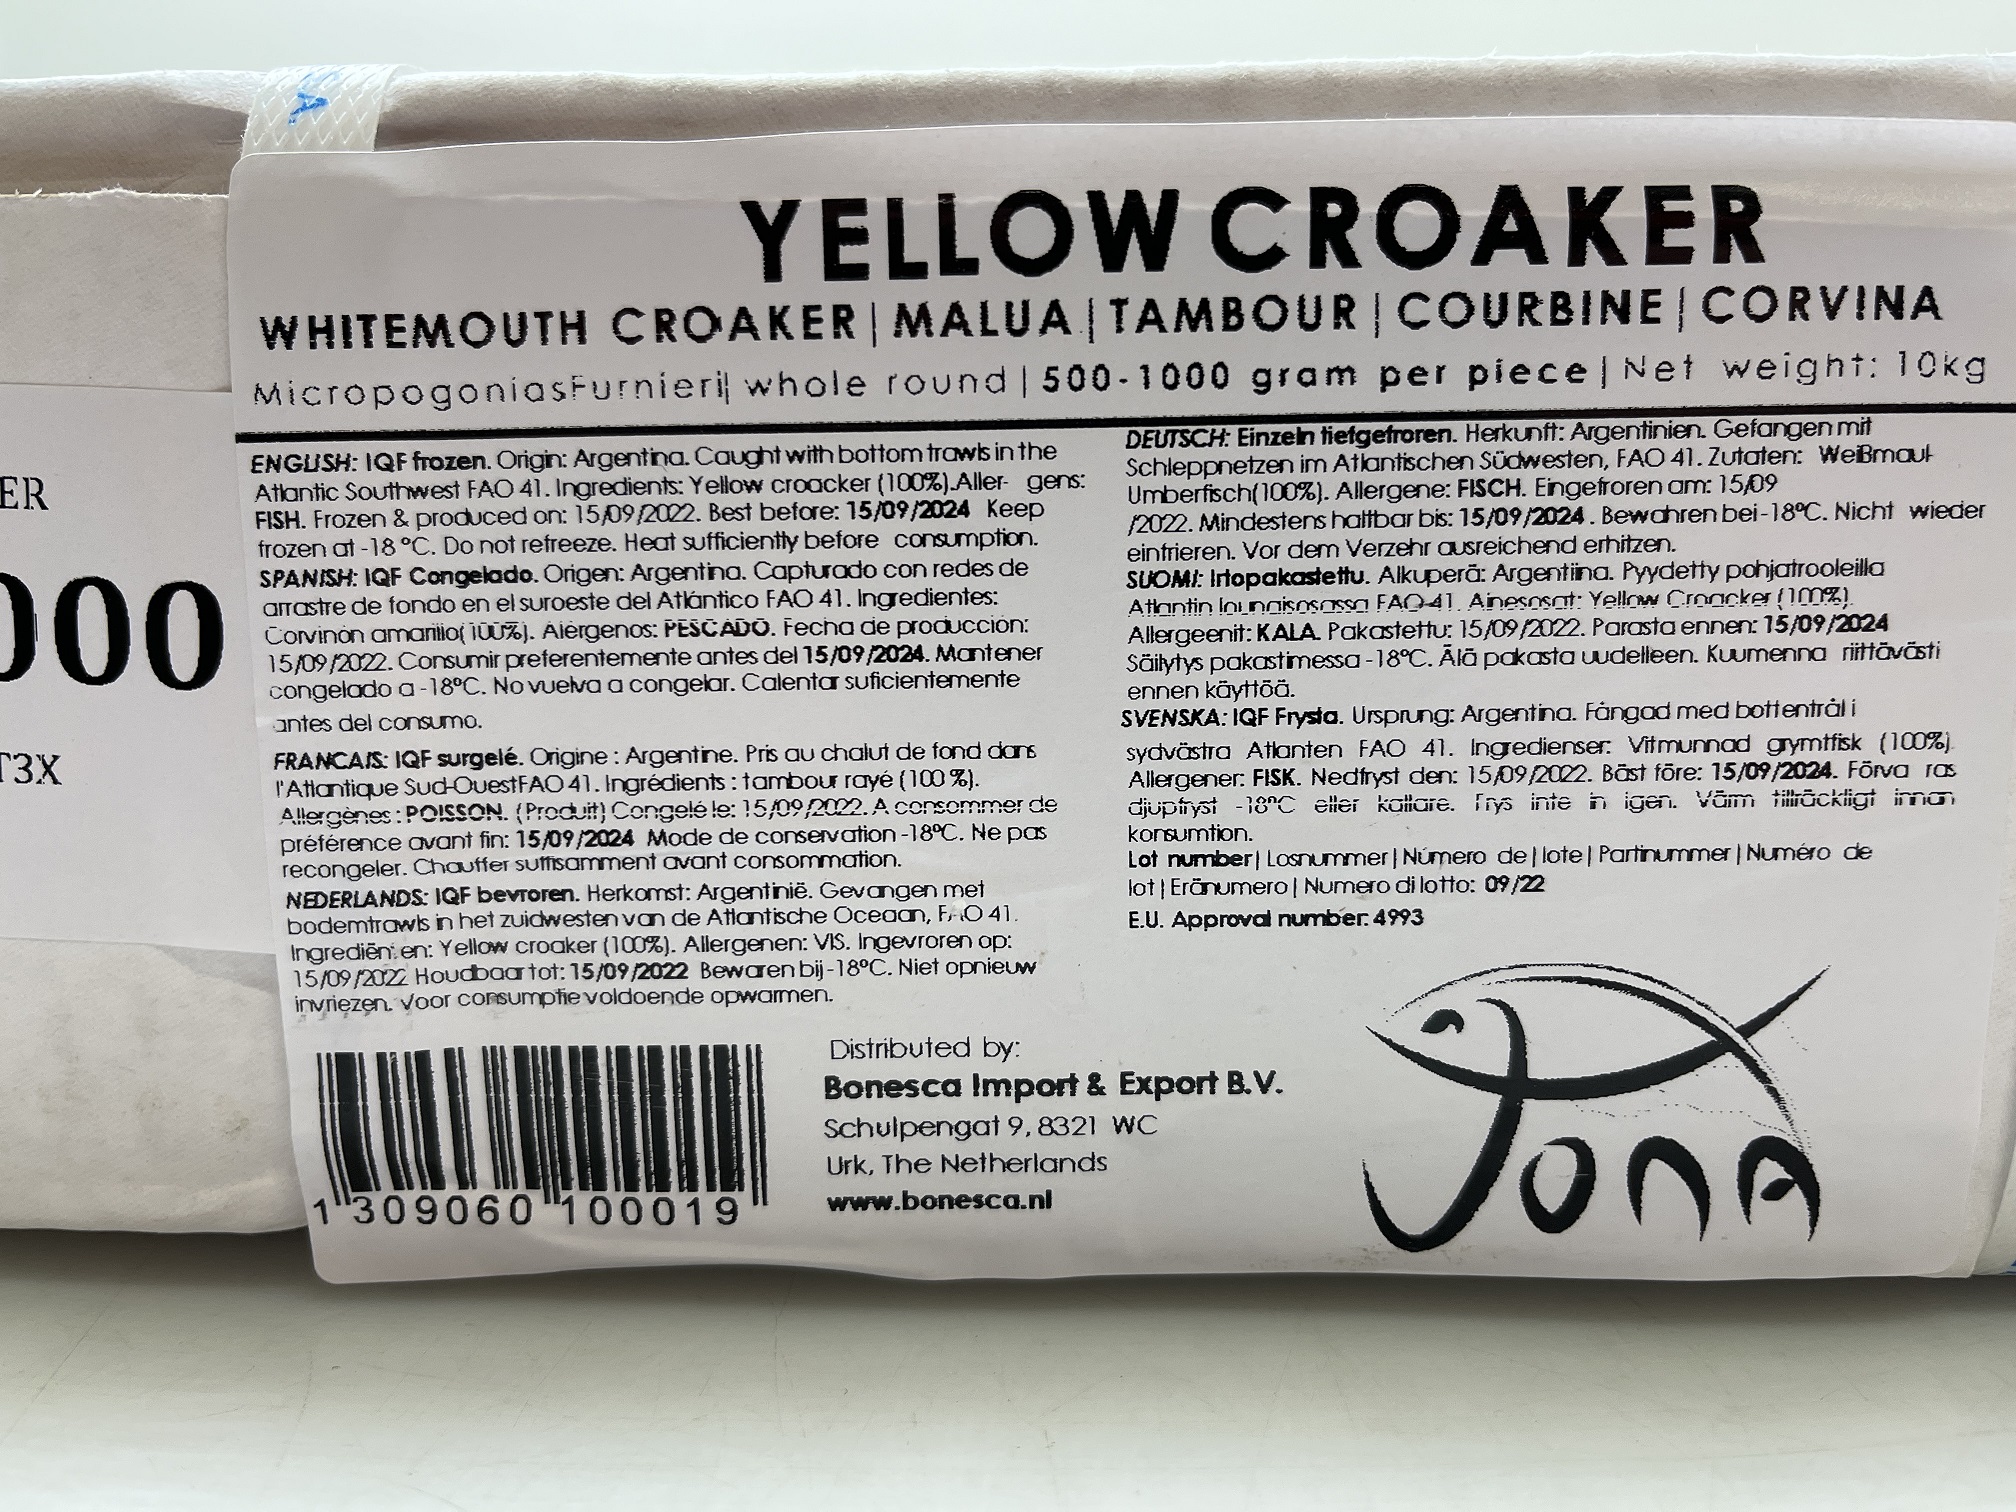 A
ER
000
T3X
YELLOW CROAKER
WHITEMOUTH CROAKER | MALUA | TAMBOUR | COURBINE | CORVINA
MicropogoniasFurnieri| whole round | 500-1000 gram per piece | Net weight: 10kg
ENGLISH: IQF frozen. Origin: Argentina. Caught with bottom trawls in the
Atlantic Southwest FAO 41. Ingredients: Yellow croacker (100%).Aller- gens:
FISH. Frozen & produced on: 15/09/2022. Best before: 15/09/2024 Keep
frozen at -18 °C. Do not refreeze. Heat sufficiently before consumption.
SPANISH: IQF Congelado. Origen: Argentina. Capturado con redes de
arrastre de fondo en el suroeste del Atlántico FAO 41. Ingredientes:
Corvinón amarillo(100%). Alérgenos: PESCADO. Fecha de producción:
15/09/2022. Consumir preferentemente antes del 15/09/2024. Mantener
congelado a -18ºC. No vuelva a congelar. Calentar suficientemente
antes del consumo.
FRANCAIS: IQF surgelé. Origine : Argentine. Pris au chalut de fond dans
l'Atlantique Sud-OuestFAO 41. Ingrédients : tambour rayé (100 %).
Allergènes : POISSON. (Produit) Congelé le: 15/09/2022. A consommer de
préférence avant fin: 15/09/2024 Mode de conservation -18ºC. Ne pas
recongeler. Chauffer suffisamment avant consommation.
NEDERLANDS: IQF bevroren. Herkomst: Argentinië. Gevangen met
bodemtrawls in het zuidwesten van de Atlantische Oceaan, FAO 41.
Ingrediënten: Yellow croaker (100%). Allergenen: VIS. Ingevroren op:
15/09/2022 Houdbaar tot: 15/09/2022 Bewaren bij -18ºC. Niet opnieuw
invriezen. Voor consumptie voldoende opwarmen.
DEUTSCH: Einzeln tiefgefroren. Herkunft: Argentinien. Gefangen mit
Schleppnetzen im Atlantischen Südwesten, FAO 41. Zutaten: Weißmaul-
Umberfisch(100%). Allergene: FISCH. Eingefroren am: 15/09
/2022. Mindestens haltbar bis: 15/09/2024 . Bewahren bei -18ºC. Nicht wieder
einfrieren. Vor dem Verzehr ausreichend erhitzen.
SUOMI: Irtopakastettu. Alkuperä: Argentiina. Pyydetty pohjatrooleilla
Atlantin lounaisosassa FAO-41. Ainesosat: Yellow Croacker (100%).
Allergeenit: KALA. Pakastettu: 15/09/2022. Parasta ennen: 15/09/2024
Säilytys pakastimessa -18ºC. Älä pakasta uudelleen. Kuumenna riittävästi
ennen käyttöä.
SVENSKA: IQF Frysta. Ursprung: Argentina. Fångad med bottentrål i
sydvästra Atlanten FAO 41. Ingredienser: Vitmunnad grymtfisk (100%).
Allergener: FISK. Nedfryst den: 15/09/2022. Bäst före: 15/09/2024. Förva ras
djupfryst -18ºC eller kallare. Frys inte in igen. Värm tillräckligt innan
konsumtion.
Lot number | Losnummer | Número de | lote | Partinummer | Numéro de
lot | Eränumero | Numero di lotto: 09/22
E.U. Approval number: 4993
1 309060 100019
Distributed by:
Bonesca Import & Export B.V.
Schulpengat 9, 8321 WC
Urk, The Netherlands
www.bonesca.nl
JONA